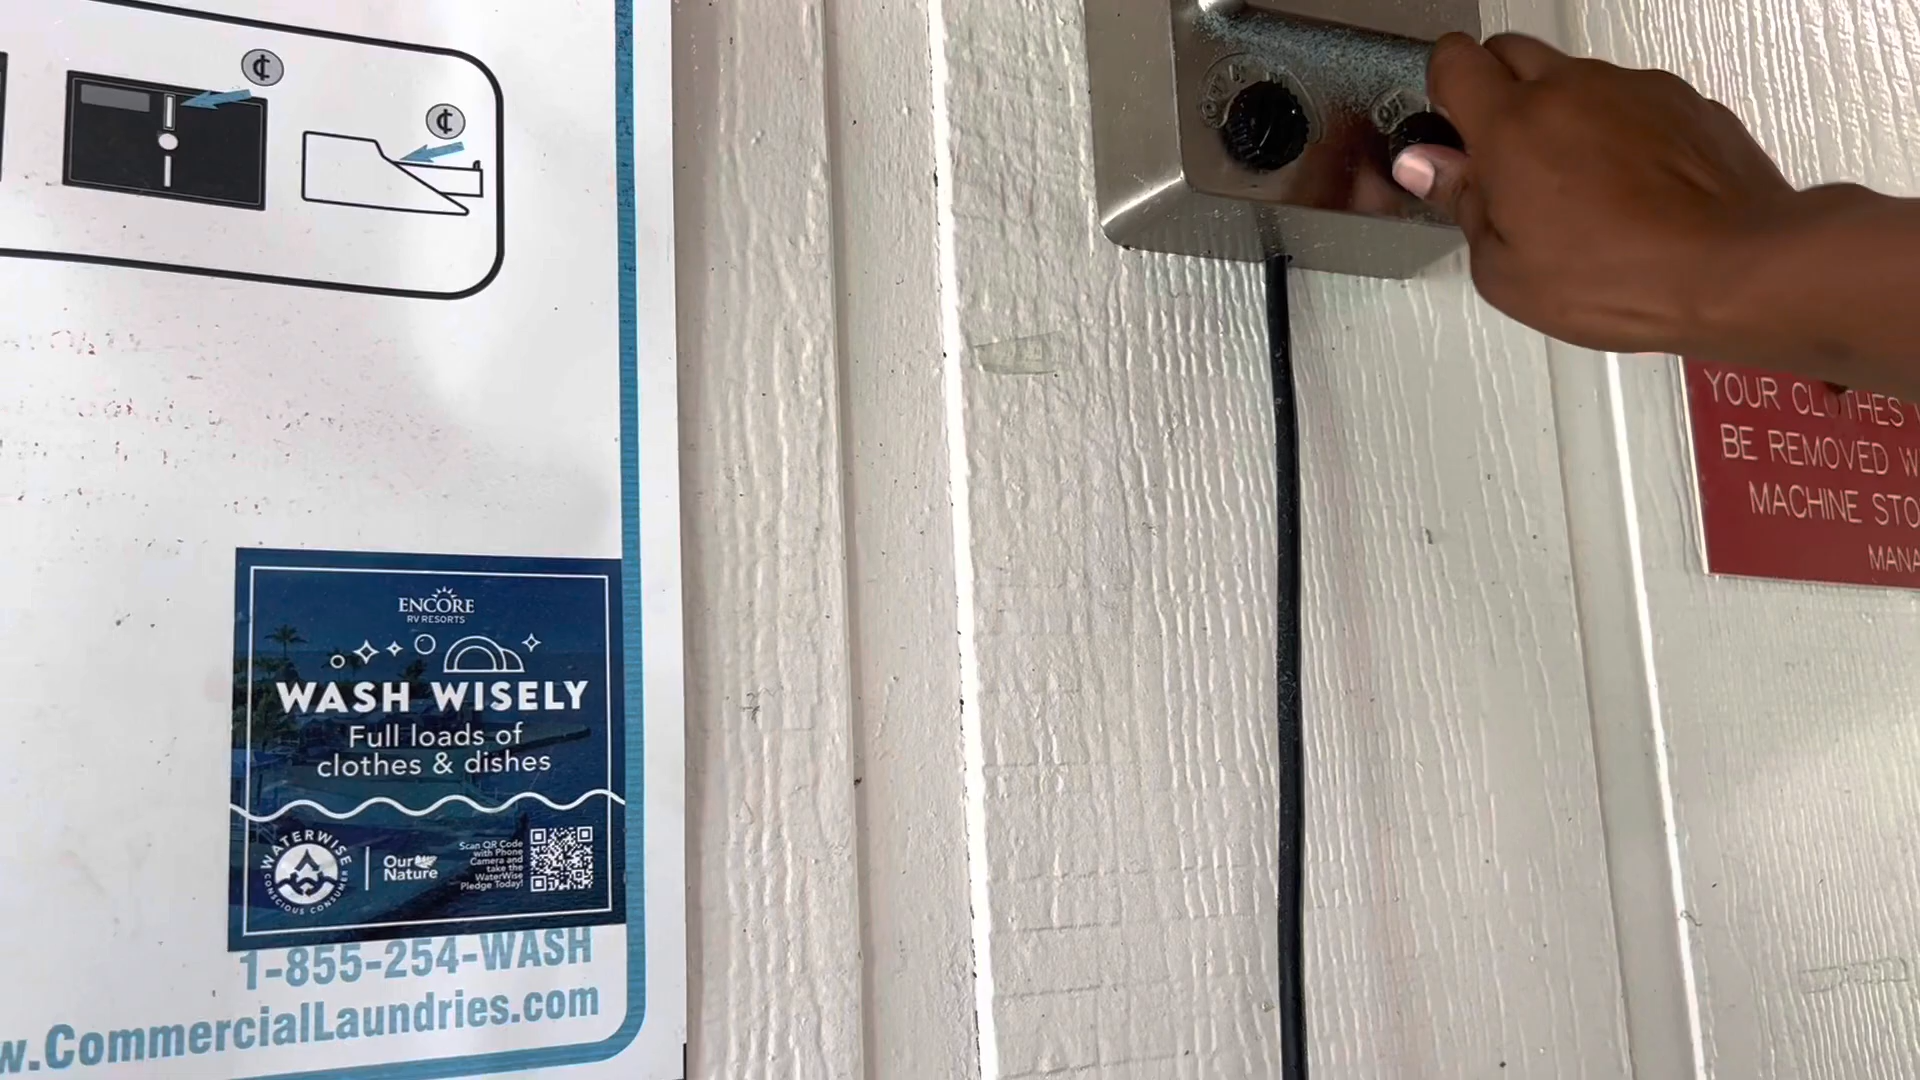 ¢
¢
ENCORE
RV RESORTS
WASH WISELY
Full loads of
clothes & dishes
WATERWISE
CONSCIOUS CONSUMER
Our
Nature
Scan QR Code
with Phone
Camera and
take the
WaterWise
Pledge Today!
1-855-254-WASH
w.CommercialLaundries.com
YOUR CLOTHES
BE REMOVED W
MACHINE STO
MANA